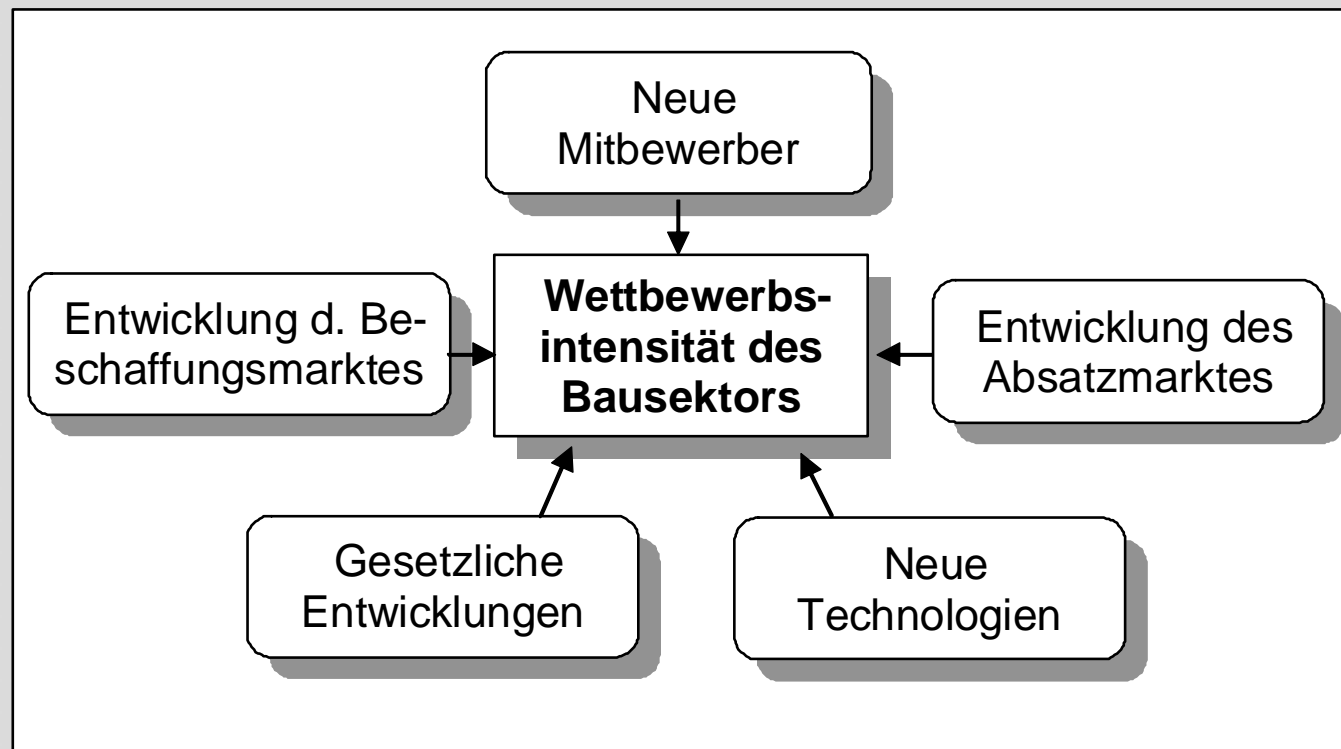 Neue
Mitbewerber
Entwicklung d. Be-
schaffungsmarktes
Wettbewerbs-
intensität des
Bausektors
Entwicklung des
Absatzmarktes
Gesetzliche
Entwicklungen
Neue
Technologien